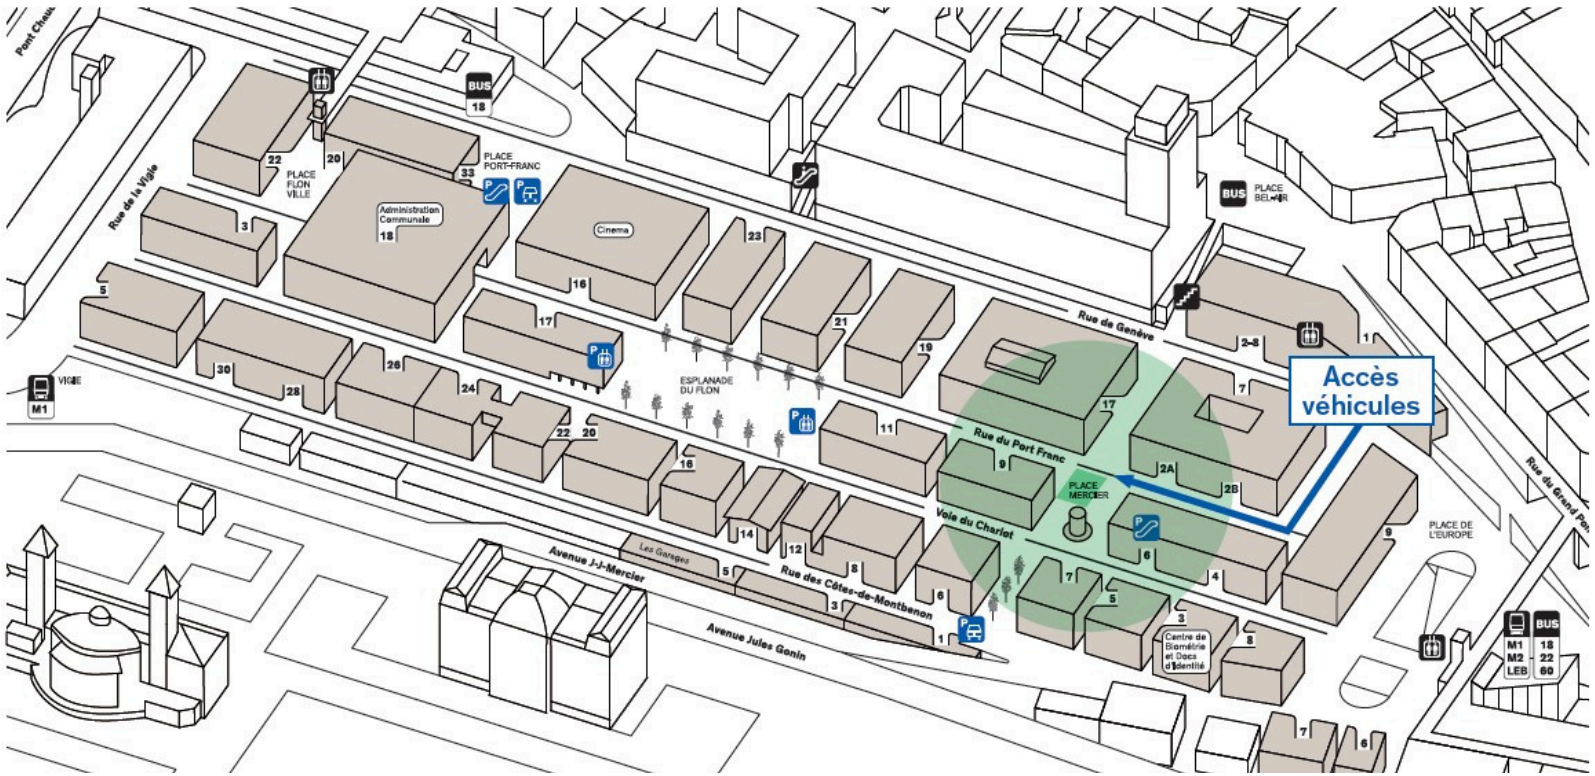 Pont Chaud
BUS
18
22
20
PLACE
PORT-FRANC
33
P
P
PLACE
FLON
VILLE
Rue de la Vigie
Administration
Communale
18
3
Cinema
23
BUS
PLACE
BEL-AIR
5
16
17
21
19
Rue de Genève
2-8
1
P
ESPLANADE
DU FLON
30
28
26
24
22
20
VIGIE
M1
17
7
Accès
véhicules
P
11
Rue du Port Franc
9
2A
2B
16
PLACE
MERCIER
Rue du Grand Pon
Voie du Chariot
P
6
4
9
PLACE DE
L'EUROPE
14
12
8
Les Garages
5
Avenue J-J-Mercier
Rue des Côtes-de-Montbenon
3
6
7
5
3
8
1
P
Centre de
Biométrie
et Docs
d'Identité
Avenue Jules Gonin
BUS
M1 18
M2 22
LEB 60
7
6